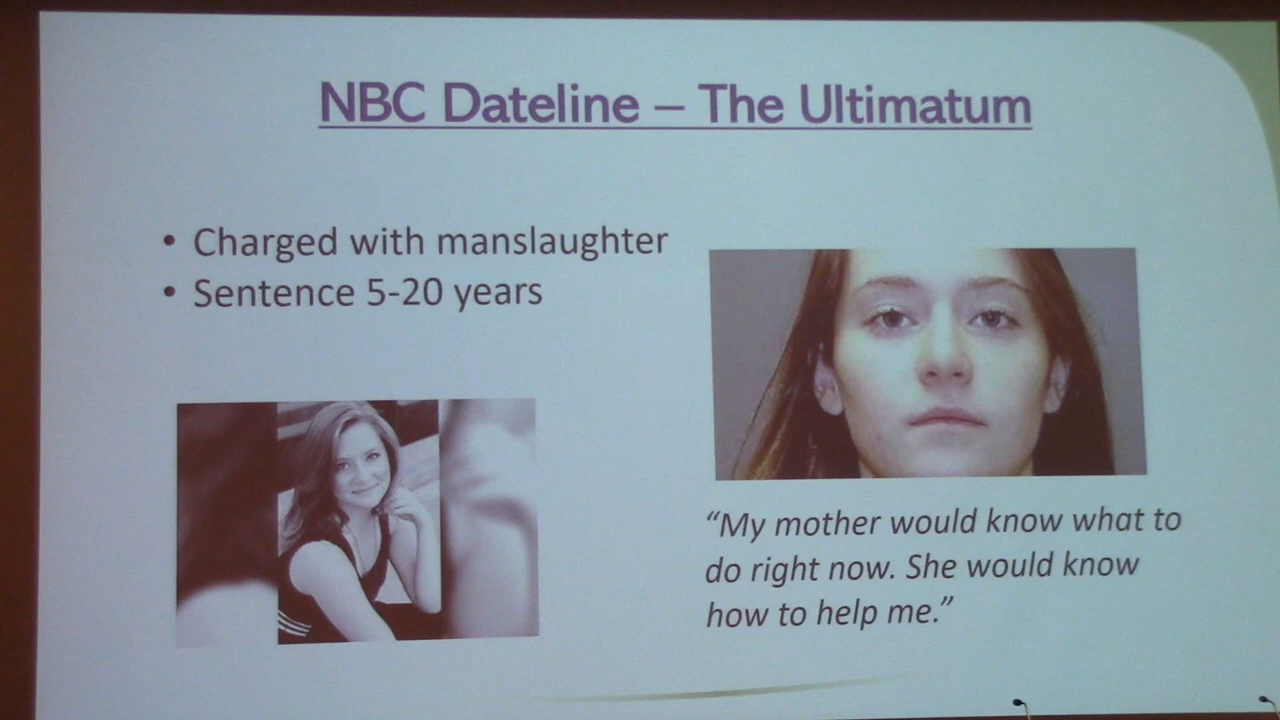 NBC Dateline – The Ultimatum
• Charged with manslaughter
• Sentence 5-20 years
“My mother would know what to
do right now. She would know
how to help me.”